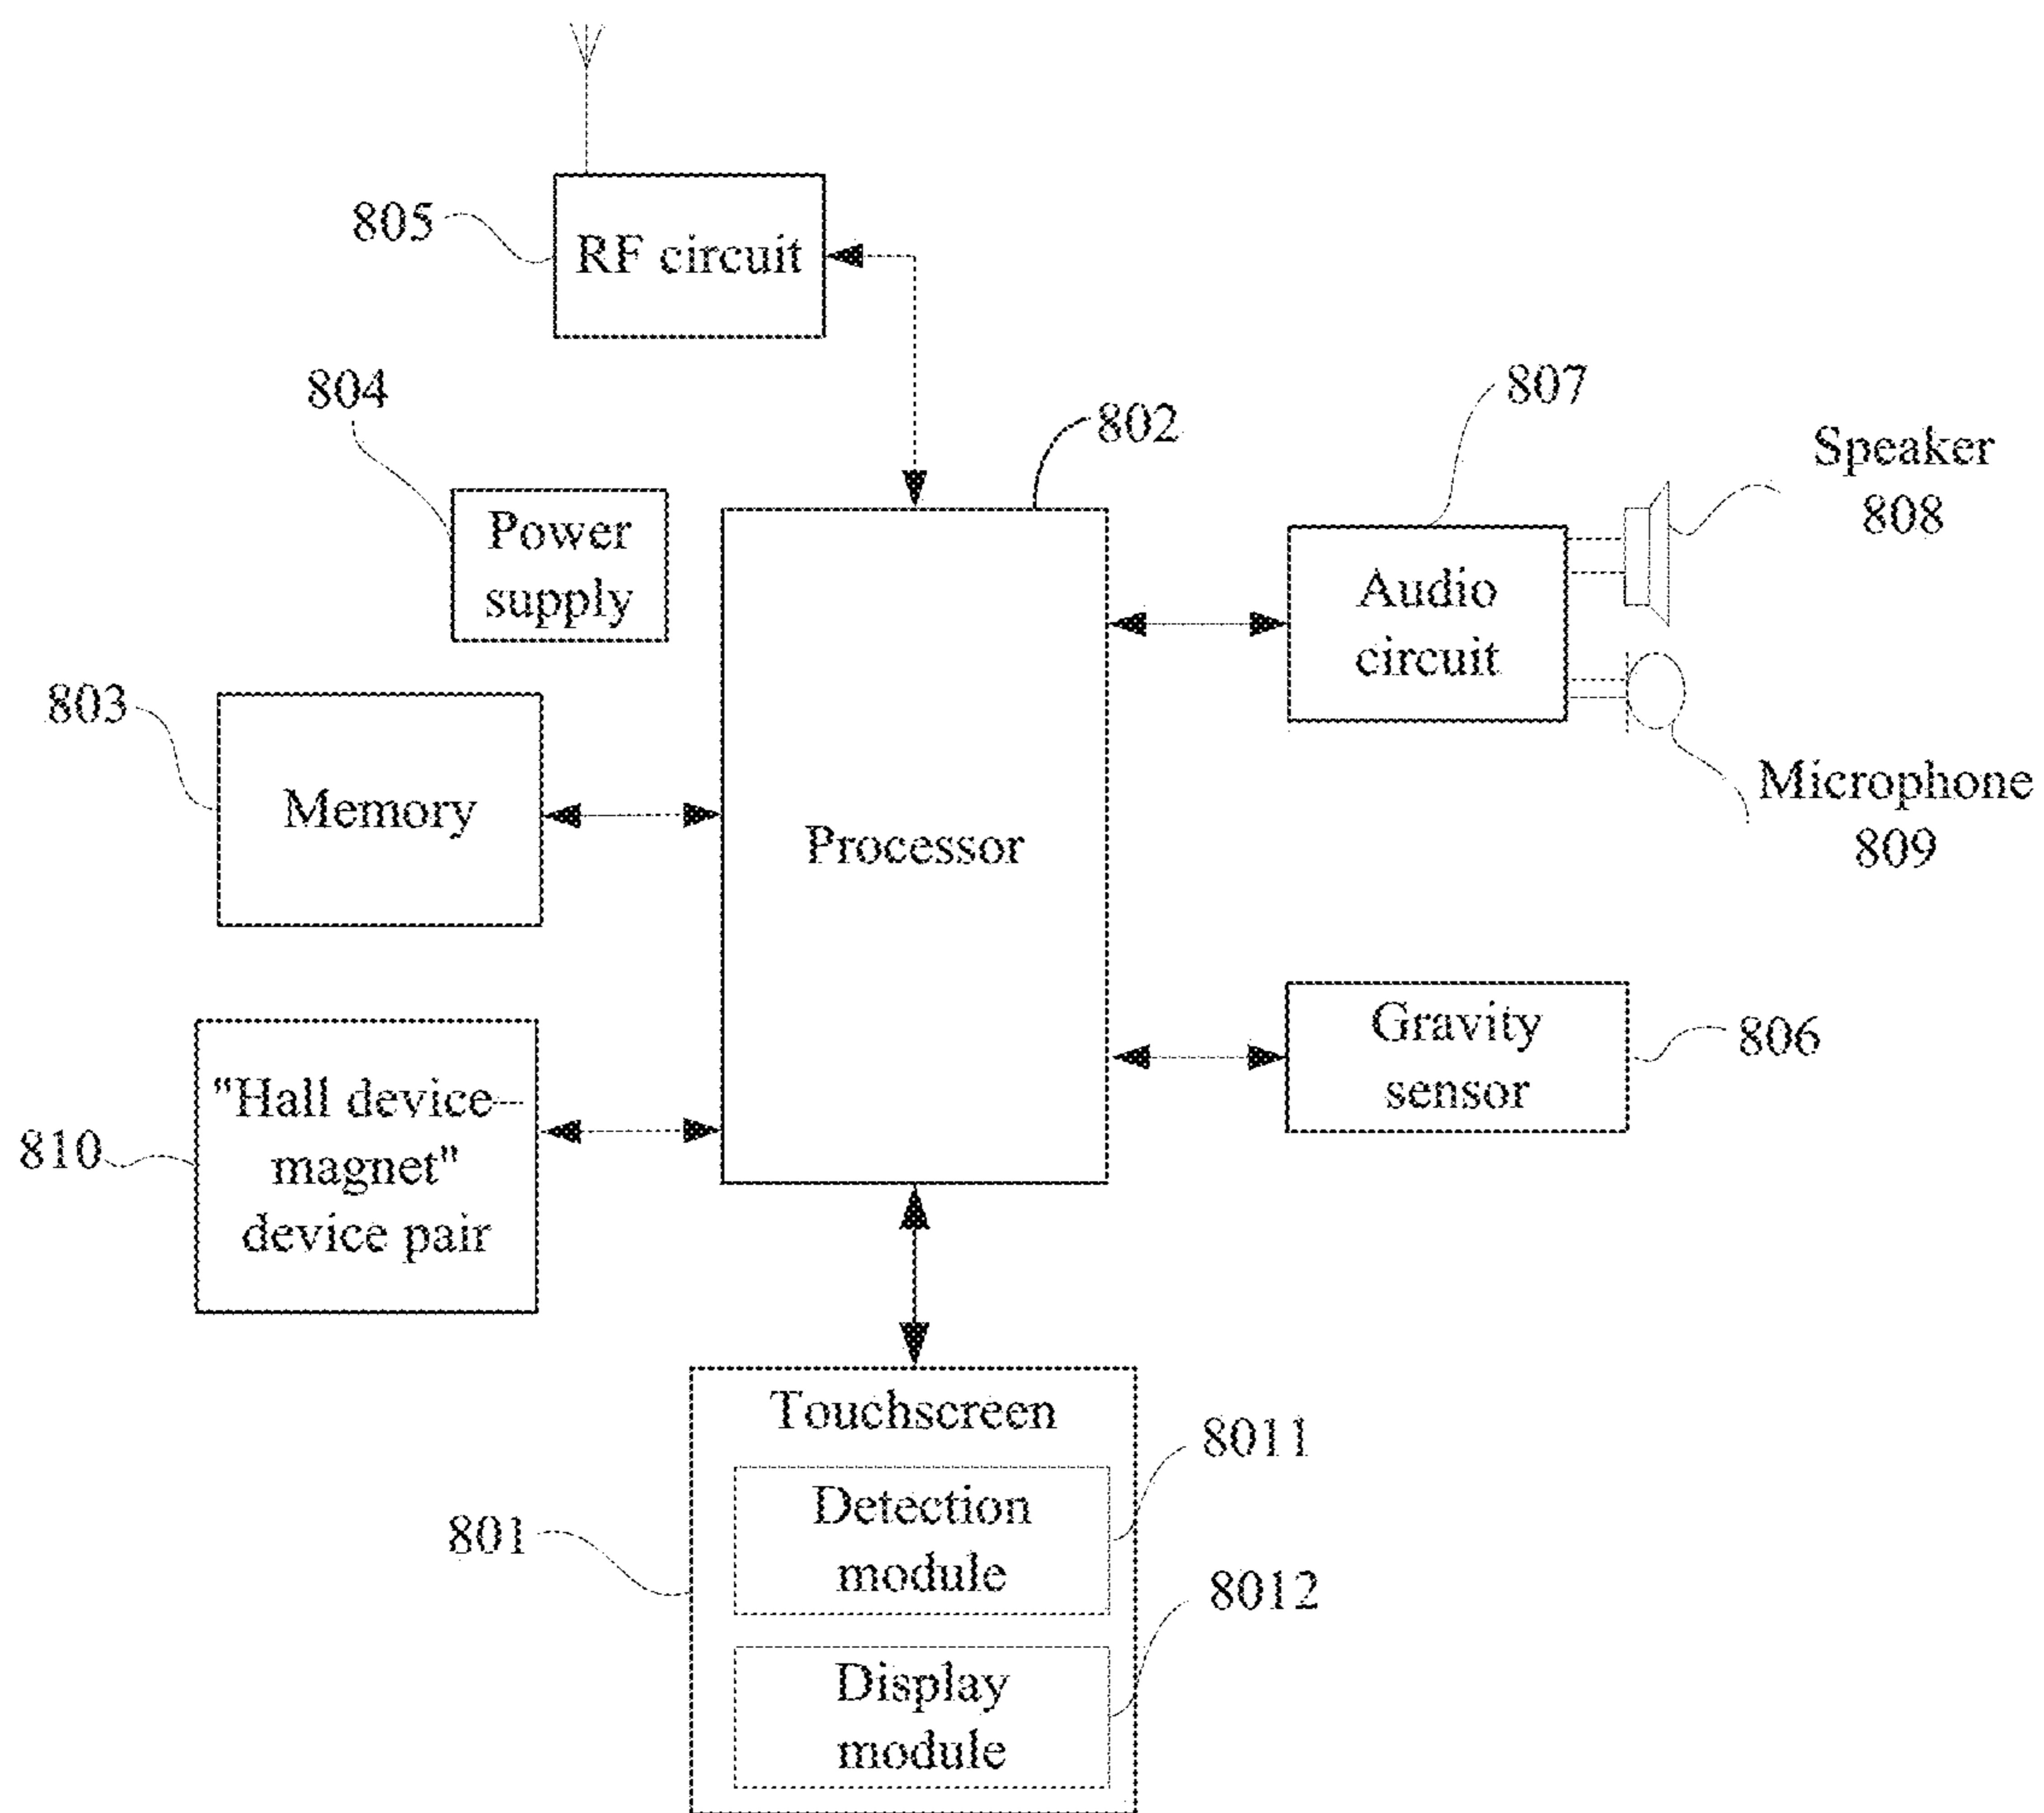 805
RF circuit
804
802
807
Speaker
808
Power
supply
Audio
circuit
803
Memory
Processor
Microphone
809
Gravity
sensor
806
"Hall device—
magnet"
device pair
810
Touchscreen
8011
Detection
module
801
8012
Display
module